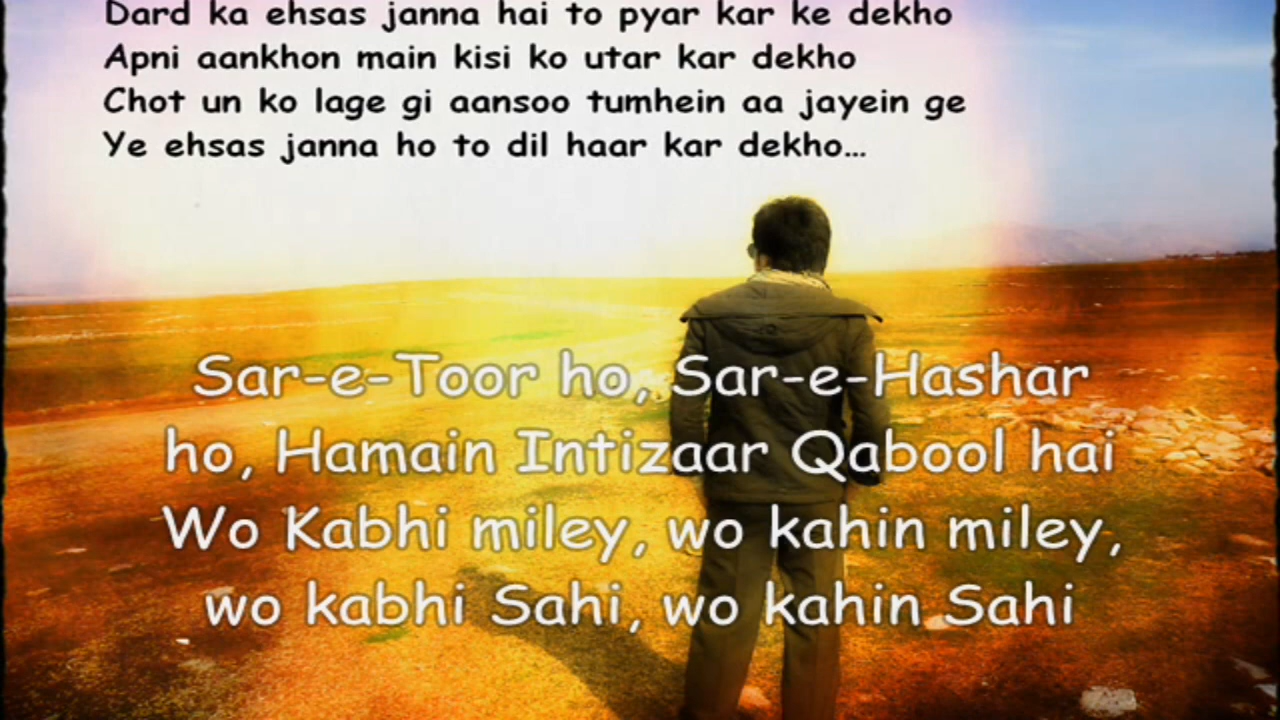 Dard ka ehsas janna hai to pyar kar ke dekho
Apni aankhon main kisi ko utar kar dekho
Chot un ko lage gi aansoo tumhein aa jayein ge
Ye ehsas janna ho to dil haar kar dekho...
Sar-e-Toor ho, Sar-e-Hashar
ho, Hamain Intizaar Qabool hai
Wo Kabhi miley, wo kahin miley,
wo kabhi Sahi, wo kahin Sahi